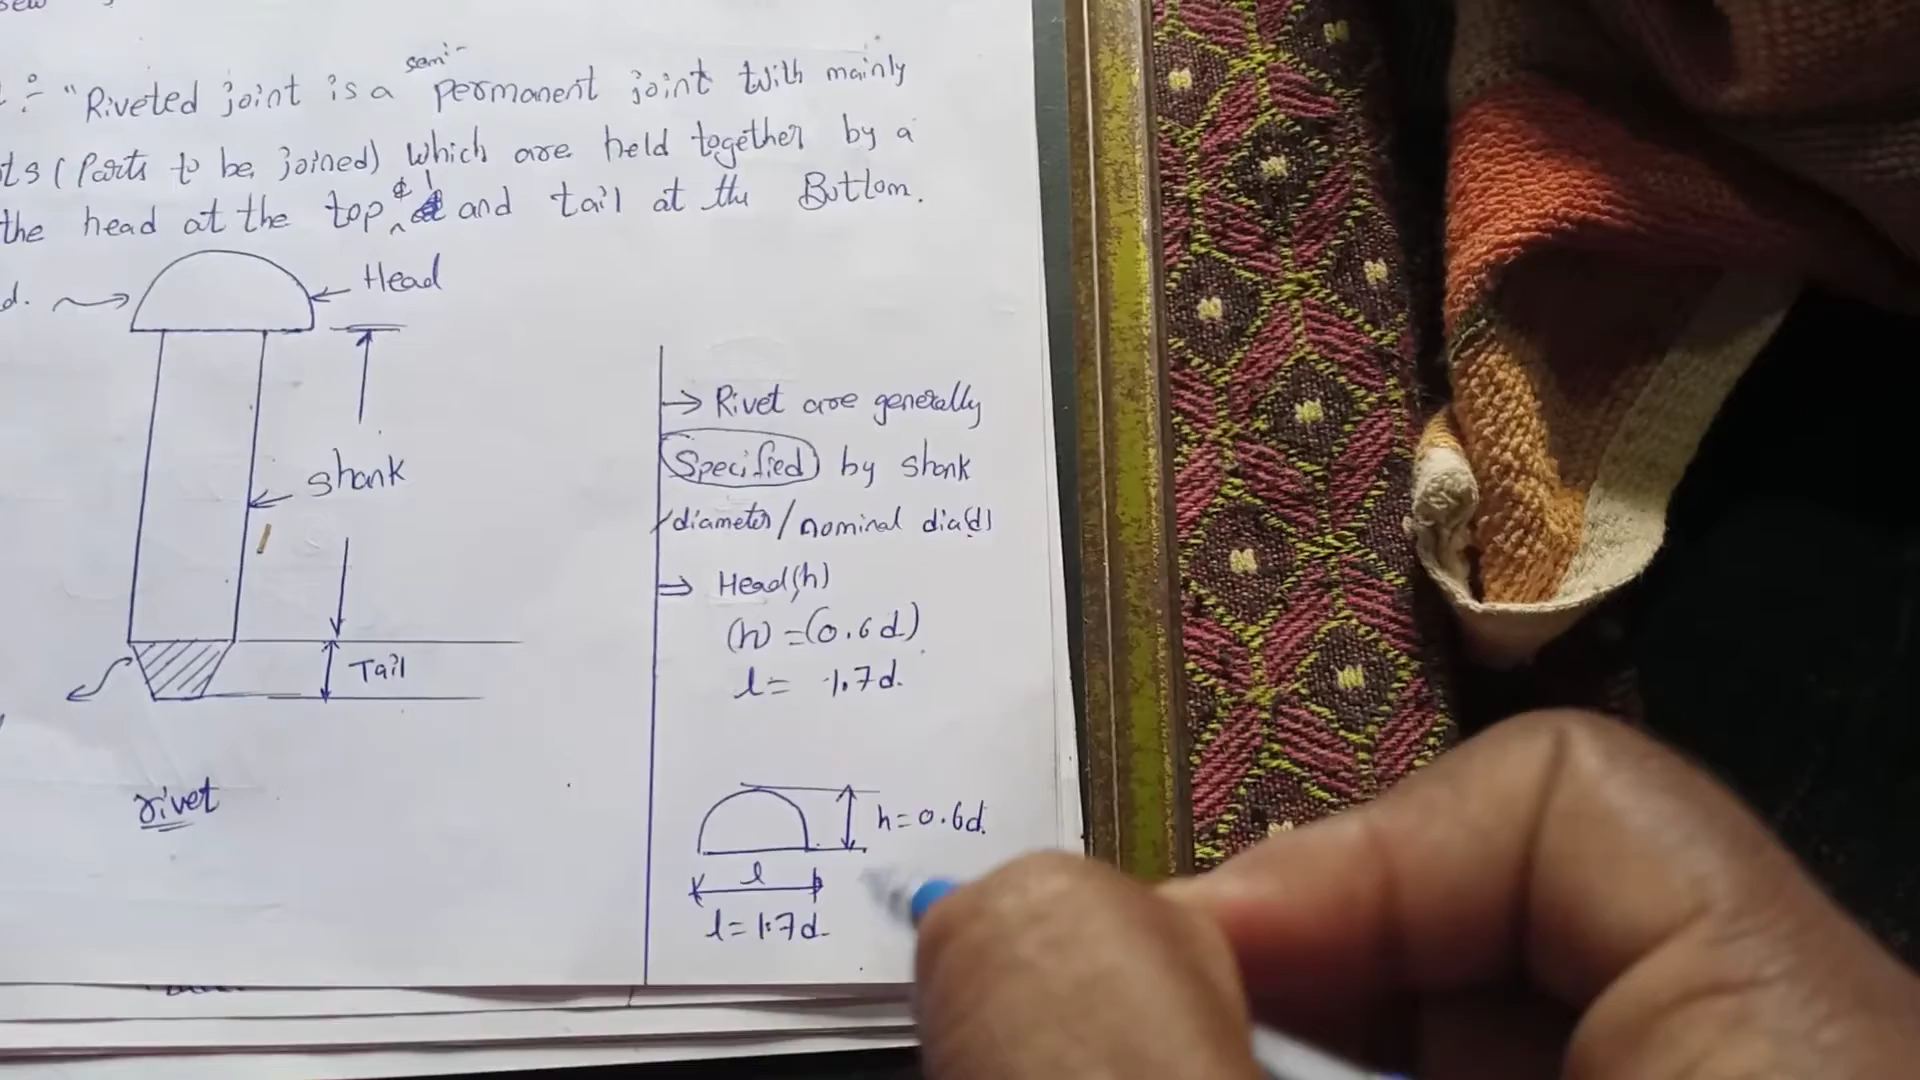 semi-
: "Riveted joint is a permanent joint with mainly
ts (Parts to be joined) which are held together by a
the head at the top & and tail at the Bottom.
d.
Head
shank
Tail
rivet
→ Rivet are generally
Specified by shank
diameter/nominal dia(d)
⇒ Head(h)
(h) = (0.6d)
l = 1.7d.
h=0.6d.
l
l=1.7d.